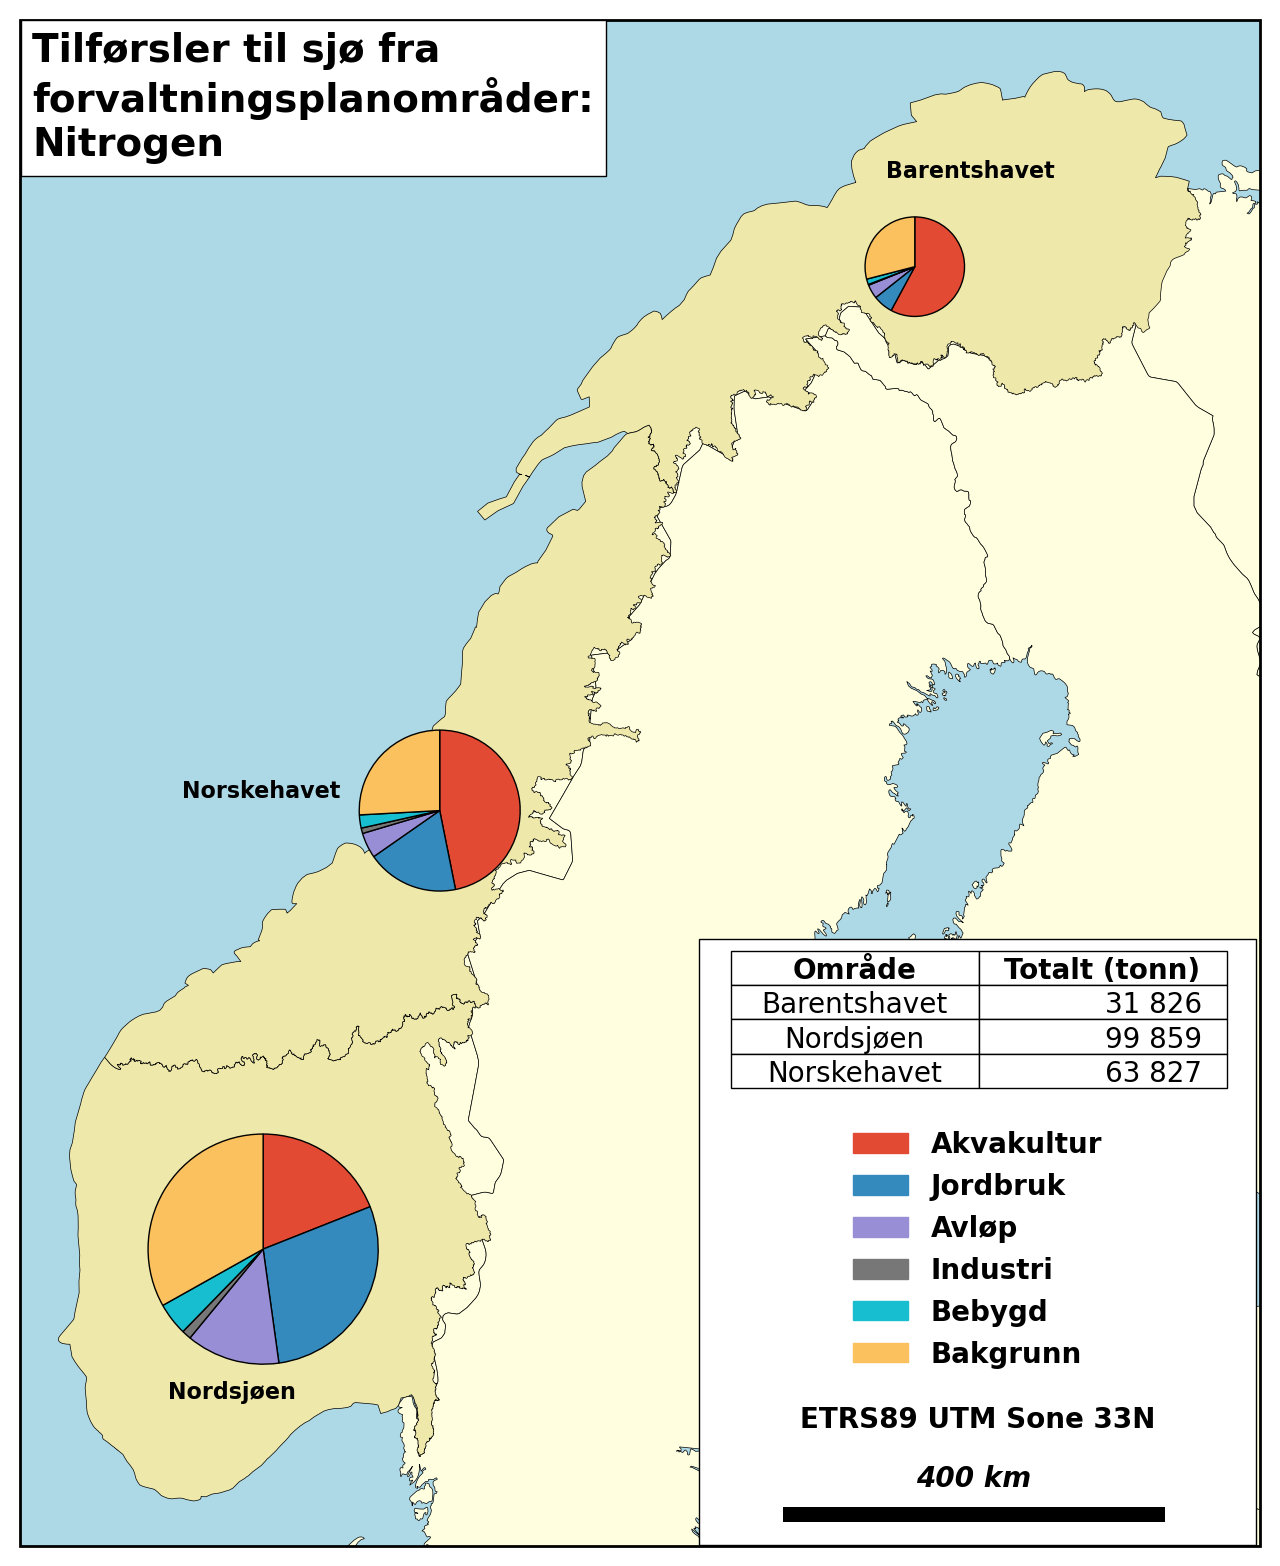 Tilførsler til sjø fra
forvaltningsplanområder:
Nitrogen
Barentshavet
Norskehavet
Nordsjøen
Område Totalt (tonn)
Barentshavet 31 826
Nordsjøen 99 859
Norskehavet 63 827
Akvakultur
Jordbruk
Avløp
Industri
Bebygd
Bakgrunn
ETRS89 UTM Sone 33N
400 km